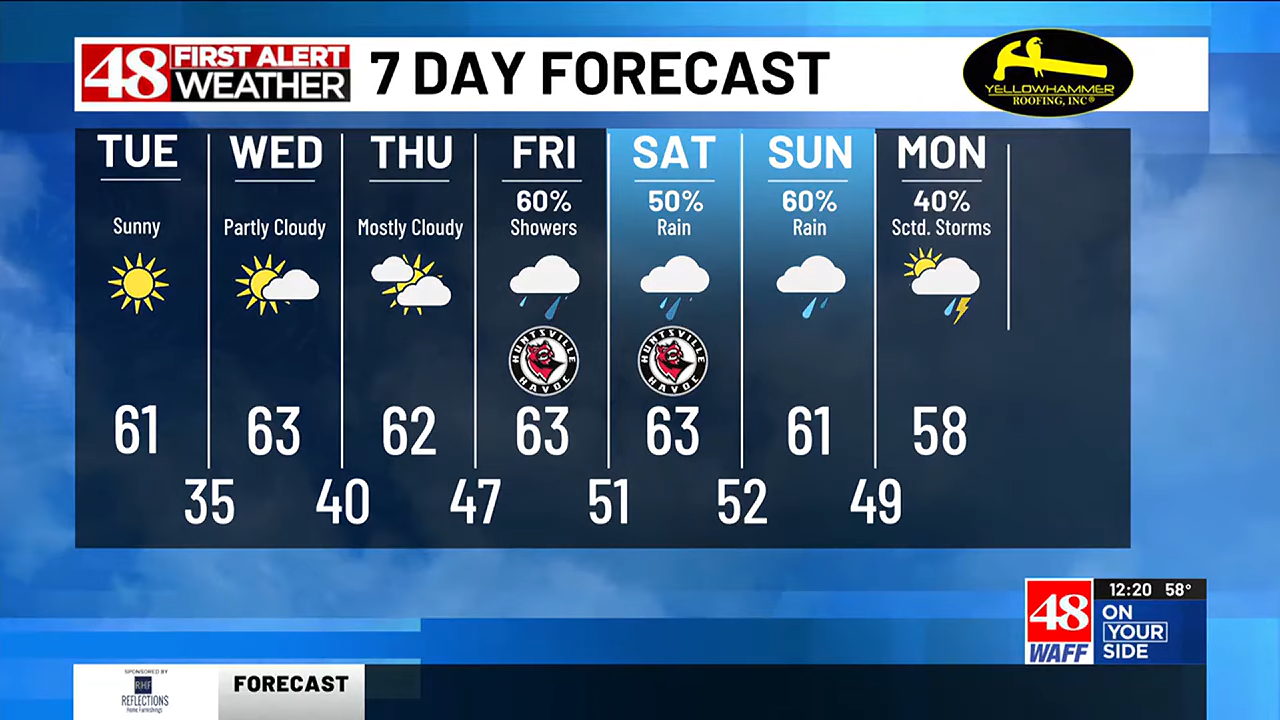 48 FIRST ALERT WEATHER
7 DAY FORECAST
YELLOWHAMMER
ROOFING, INC®
TUE WED THU FRI SAT SUN MON
60% 50% 60% 40%
Sunny Partly Cloudy Mostly Cloudy Showers Rain Rain Sctd. Storms
HUNTSVILLE HAVOC HUNTSVILLE HAVOC
61 63 62 63 63 61 58
35 40 47 51 52 49
12:20 58°
48 WAFF
ON
YOUR
SIDE
SPONSORED BY
RHF
REFLECTIONS
Home Furnishings
FORECAST